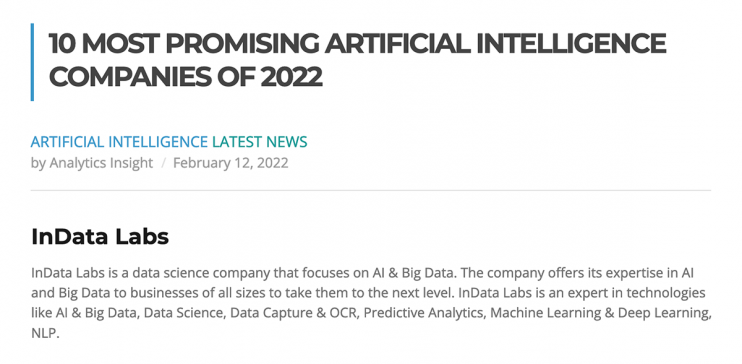 10 MOST PROMISING ARTIFICIAL INTELLIGENCE
COMPANIES OF 2022
ARTIFICIAL INTELLIGENCE LATEST NEWS
by Analytics Insight / February 12, 2022
InData Labs
InData Labs is a data science company that focuses on AI & Big Data. The company offers its expertise in AI
and Big Data to businesses of all sizes to take them to the next level. InData Labs is an expert in technologies
like AI & Big Data, Data Science, Data Capture & OCR, Predictive Analytics, Machine Learning & Deep Learning,
NLP.